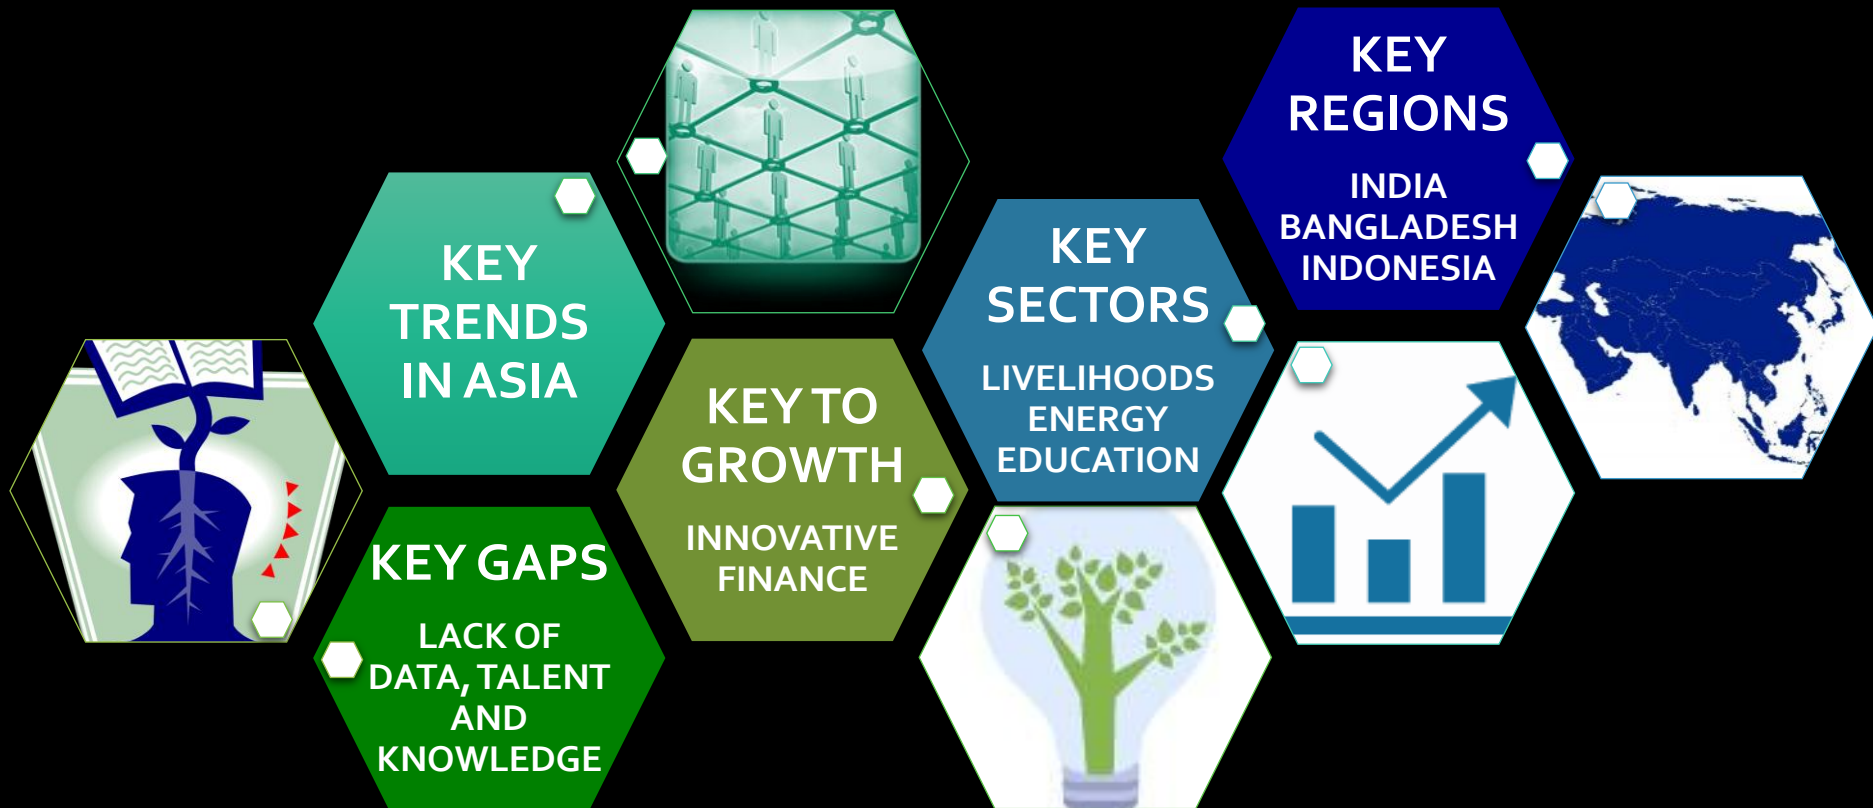 KEY
TRENDS
IN ASIA
KEY GAPS
LACK OF
DATA, TALENT
AND
KNOWLEDGE
KEY TO
GROWTH
INNOVATIVE
FINANCE
KEY
SECTORS
LIVELIHOODS
ENERGY
EDUCATION
KEY
REGIONS
INDIA
BANGLADESH
INDONESIA